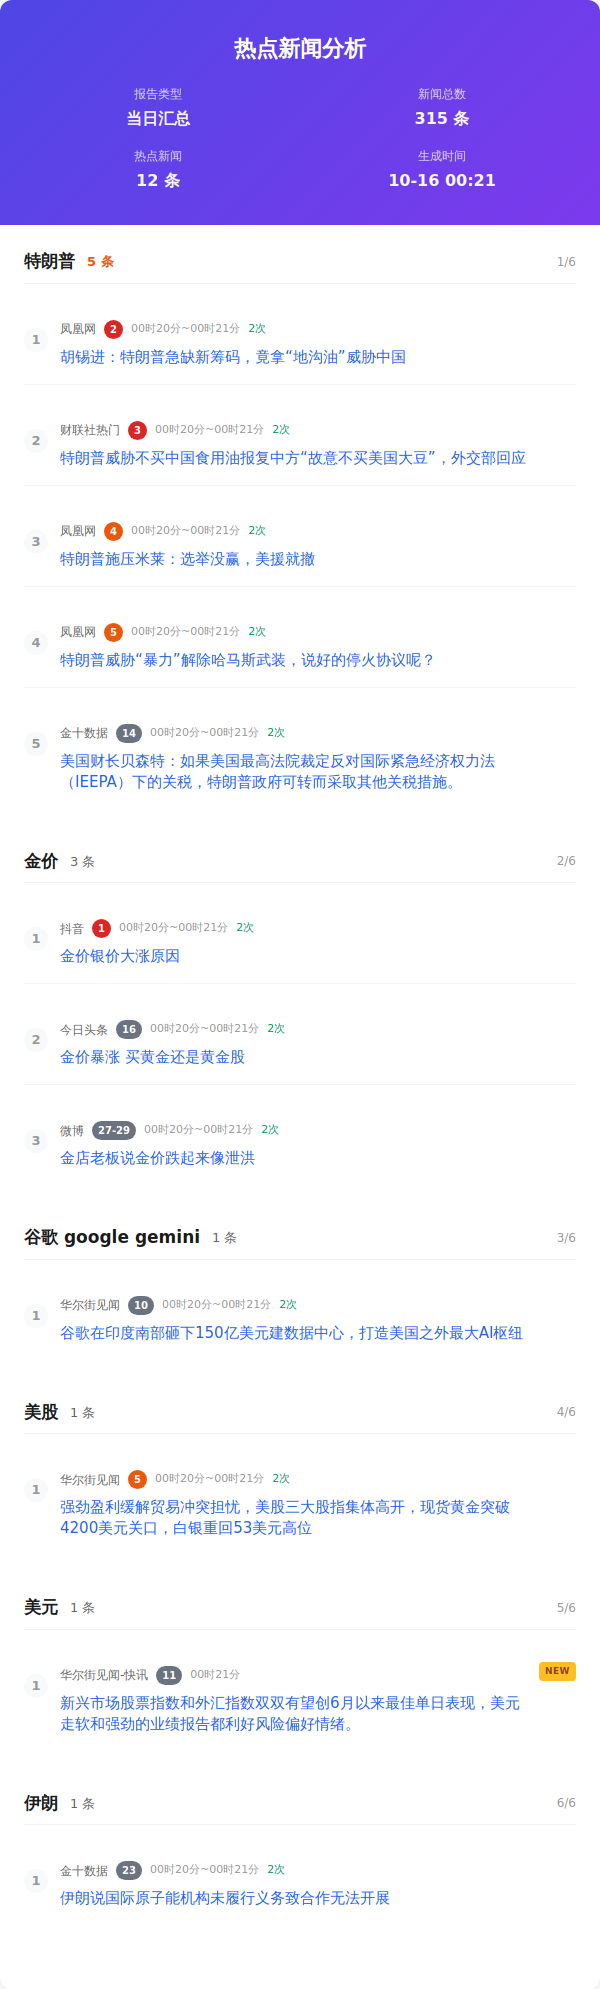 热点新闻分析
报告类型
新闻总数
当日汇总
315 条
热点新闻
生成时间
12 条
10-16 00:21
特朗普 5 条 1/6
1
凤凰网 2 00时20分~00时21分 2次
胡锡进：特朗普急缺新筹码，竟拿“地沟油”威胁中国
2
财联社热门 3 00时20分~00时21分 2次
特朗普威胁不买中国食用油报复中方“故意不买美国大豆”，外交部回应
3
凤凰网 4 00时20分~00时21分 2次
特朗普施压米莱：选举没赢，美援就撤
4
凤凰网 5 00时20分~00时21分 2次
特朗普威胁“暴力”解除哈马斯武装，说好的停火协议呢？
5
金十数据 14 00时20分~00时21分 2次
美国财长贝森特：如果美国最高法院裁定反对国际紧急经济权力法
（IEEPA）下的关税，特朗普政府可转而采取其他关税措施。
金价 3 条 2/6
1
抖音 1 00时20分~00时21分 2次
金价银价大涨原因
2
今日头条 16 00时20分~00时21分 2次
金价暴涨 买黄金还是黄金股
3
微博 27-29 00时20分~00时21分 2次
金店老板说金价跌起来像泄洪
谷歌 google gemini 1 条 3/6
1
华尔街见闻 10 00时20分~00时21分 2次
谷歌在印度南部砸下150亿美元建数据中心，打造美国之外最大AI枢纽
美股 1 条 4/6
1
华尔街见闻 5 00时20分~00时21分 2次
强劲盈利缓解贸易冲突担忧，美股三大股指集体高开，现货黄金突破
4200美元关口，白银重回53美元高位
美元 1 条 5/6
1
华尔街见闻-快讯 11 00时21分 NEW
新兴市场股票指数和外汇指数双双有望创6月以来最佳单日表现，美元
走软和强劲的业绩报告都利好风险偏好情绪。
伊朗 1 条 6/6
1
金十数据 23 00时20分~00时21分 2次
伊朗说国际原子能机构未履行义务致合作无法开展